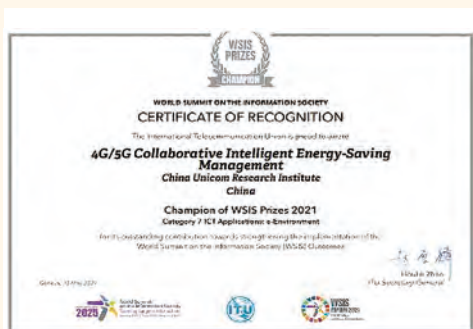 WSIS
PRIZES
CHAMPION
WORLD SUMMIT ON THE INFORMATION SOCIETY
CERTIFICATE OF RECOGNITION
The International Telecommunication Union is proud to award
4G/5G Collaborative Intelligent Energy-Saving
Management
China Unicom Research Institute
China
Champion of WSIS Prizes 2021
Category 7 ICT Applications: e-Environment
for its outstanding contribution towards strengthening the implementation of the
World Summit on the Information Society (WSIS) Outcomes
Houlin Zhao
ITU Secretary-General
2025
ITU
WSIS